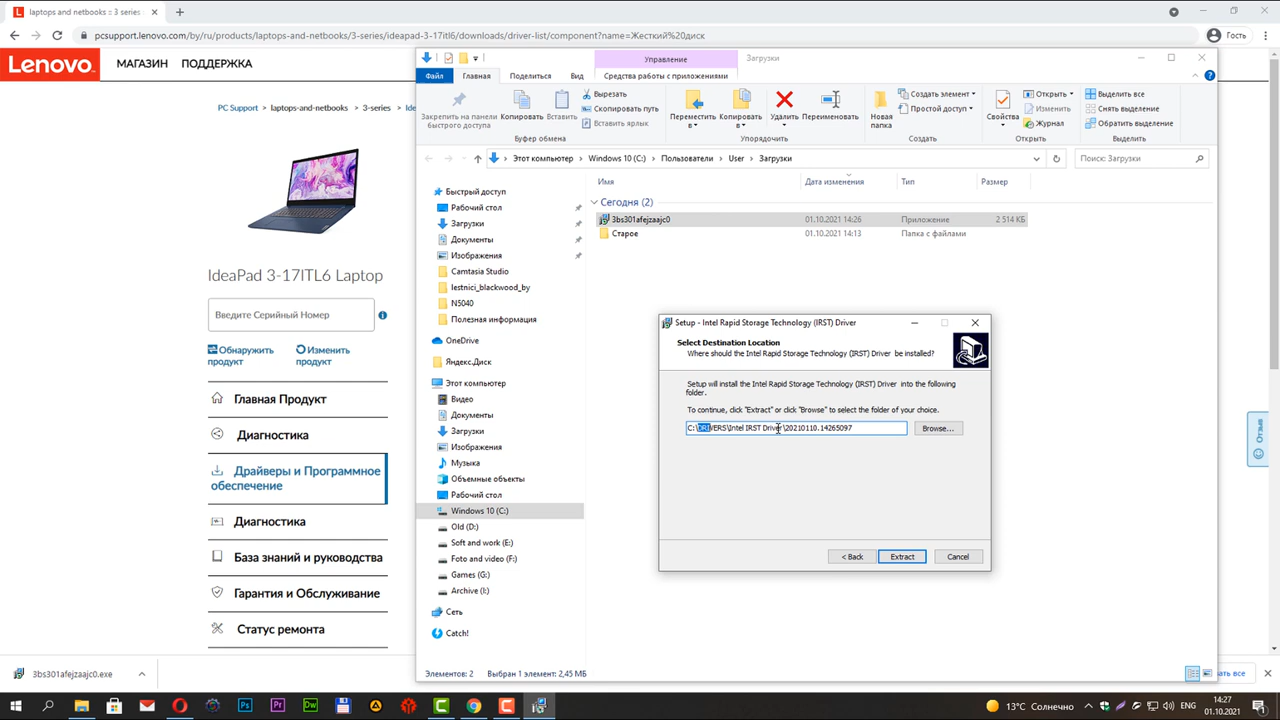 laptops and netbooks :: 3 series
pcsupport.lenovo.com/by/ru/products/laptops-and-netbooks/3-series/ideapad-3-17itl6/downloads/driver-list/component?name=Жесткий%20диск
Гость
Lenovo
МАГАЗИН
ПОДДЕРЖКА
PC Support
laptops-and-netbooks
3-series
IdeaPad 3-17ITL6 Laptop
Введите Серийный Номер
Обнаружить
продукт
Изменить
продукт
Главная Продукт
Диагностика
Драйверы и Программное
обеспечение
Диагностика
База знаний и руководства
Гарантия и Обслуживание
Статус ремонта
Отзыв
Управление
Загрузки
Файл
Главная
Поделиться
Вид
Средства работы с приложениями
Закрепить на панели
быстрого доступа
Копировать
Вставить
Вырезать
Скопировать путь
Вставить ярлык
Буфер обмена
Переместить
в
Копировать
в
Удалить
Переименовать
Упорядочить
Новая
папка
Создать элемент
Простой доступ
Создать
Свойства
Открыть
Изменить
Журнал
Открыть
Выделить все
Снять выделение
Обратить выделение
Выделить
Этот компьютер > Windows 10 (C:) > Пользователи > User > Загрузки
Поиск: Загрузки
Имя
Дата изменения
Тип
Размер
Сегодня (2)
3bs301afejzaajc0
01.10.2021 14:26
Приложение
2 514 КБ
Старое
01.10.2021 14:13
Папка с файлами
Быстрый доступ
Рабочий стол
Загрузки
Документы
Изображения
Camtasia Studio
lestnici_blackwood_by
N5040
Полезная информация
OneDrive
Яндекс.Диск
Этот компьютер
Видео
Документы
Загрузки
Изображения
Музыка
Объемные объекты
Рабочий стол
Windows 10 (C:)
Old (D:)
Soft and work (E:)
Foto and video (F:)
Games (G:)
Archive (I:)
Сеть
Catch!
Элементов: 2
Выбран 1 элемент: 2,45 МБ
Setup - Intel Rapid Storage Technology (IRST) Driver
Select Destination Location
Where should the Intel Rapid Storage Technology (IRST) Driver be installed?
Setup will install the Intel Rapid Storage Technology (IRST) Driver into the following
folder.
To continue, click "Extract" or click "Browse" to select the folder of your choice.
C:\DRIVERS\Intel IRST Driver\20210110.14265097
Browse...
< Back
Extract
Cancel
3bs301afejzaajc0.exe
ать все
13°C Солнечно
14:27
01.10.2021